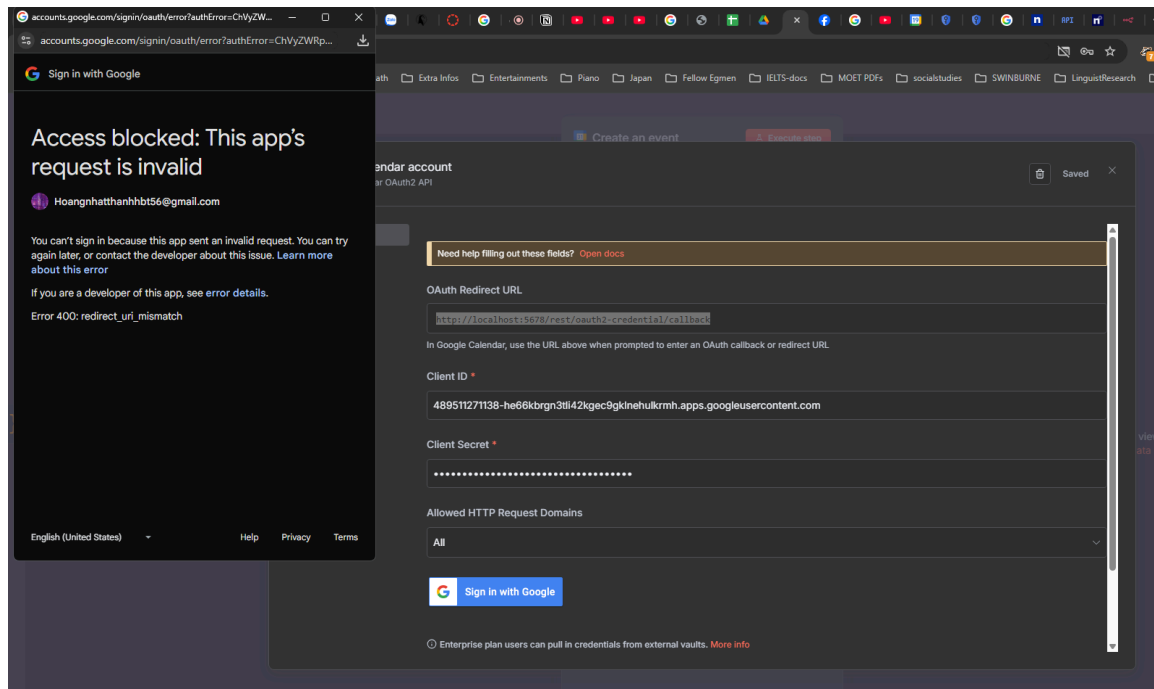 accounts.google.com/signin/oauth/error?authError=ChVyZW...
accounts.google.com/signin/oauth/error?authError=ChVyZWRp...
Sign in with Google
Access blocked: This app's
request is invalid
Hoangnhatthanhhbt56@gmail.com
You can't sign in because this app sent an invalid request. You can try
again later, or contact the developer about this issue. Learn more
about this error
If you are a developer of this app, see error details.
Error 400: redirect_uri_mismatch
English (United States)
Help Privacy Terms
API
ath Extra Infos Entertainments Piano Japan Fellow Egmen IELTS-docs MOET PDFs socialstudies SWINBURNE LinguistResearch
Create an event
Execute step
endar account
ar OAuth2 API
Saved
Need help filling out these fields? Open docs
OAuth Redirect URL
http://localhost:5678/rest/oauth2-credential/callback
In Google Calendar, use the URL above when prompted to enter an OAuth callback or redirect URL
Client ID *
489511271138-he66kbrgn3tli42kgec9gklnehulkrmh.apps.googleusercontent.com
Client Secret *
Allowed HTTP Request Domains
All
Sign in with Google
Enterprise plan users can pull in credentials from external vaults. More info